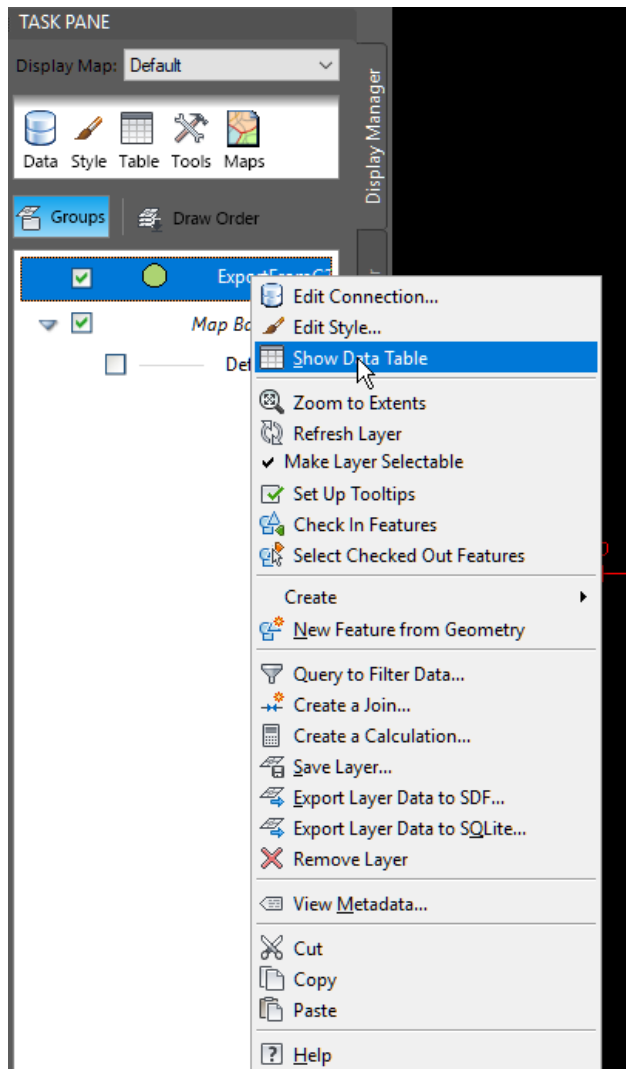 TASK PANE
Display Map: Default
Display Manager
Data Style Table Tools Maps
Groups Draw Order
Edit Connection...
Map
Edit Style...
Show Data Table
Zoom to Extents
Refresh Layer
Make Layer Selectable
Set Up Tooltips
Check In Features
Select Checked Out Features
Create
New Feature from Geometry
Query to Filter Data...
Create a Join...
Create a Calculation...
Save Layer...
Export Layer Data to SDF...
Export Layer Data to SQLite...
Remove Layer
View Metadata...
Cut
Copy
Paste
Help